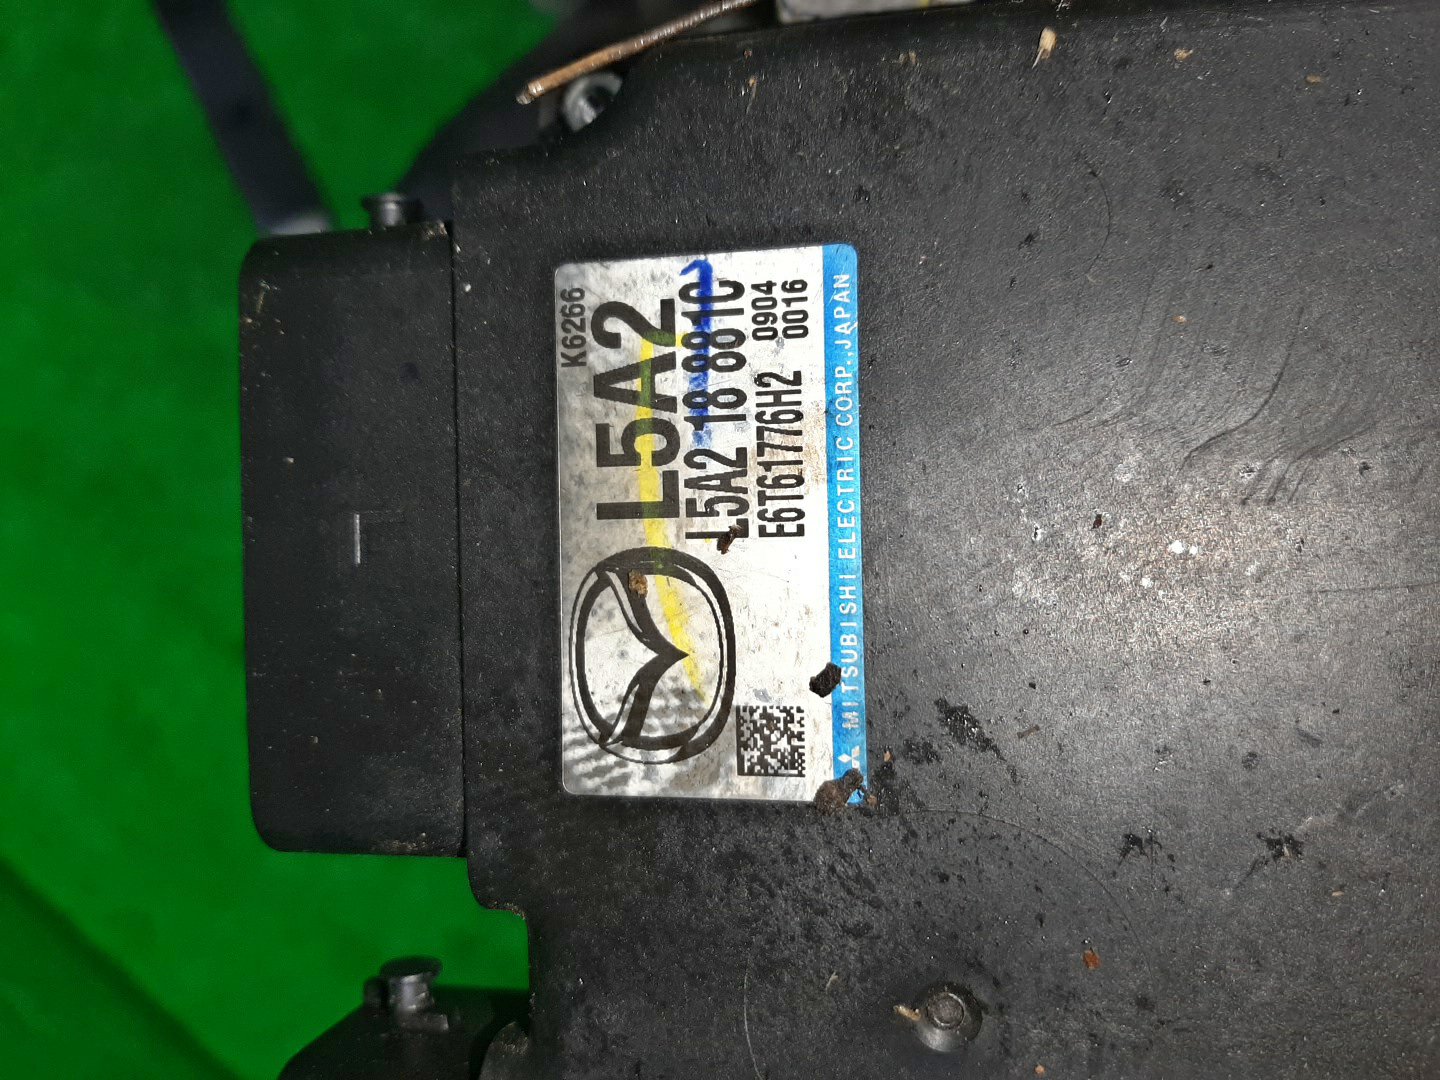 K6266
L5A2
L5A2 18 881C
E6T61776H2 0904
0016
MITSUBISHI ELECTRIC CORP. JAPAN